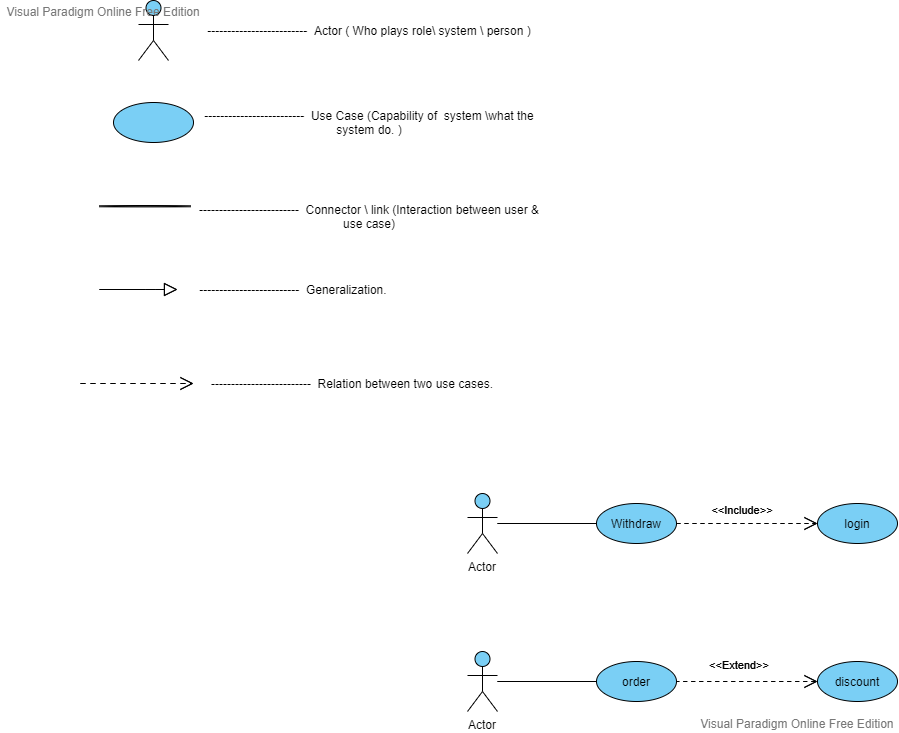 Visual Paradigm Online Free Edition
------------------------- Actor ( Who plays role\ system \ person )
------------------------- Use Case (Capability of system \what the
system do. )
------------------------- Connector \ link (Interaction between user &
use case)
------------------------- Generalization.
------------------------- Relation between two use cases.
<<Include>>
Withdraw
login
Actor
<<Extend>>
order
discount
Actor
Visual Paradigm Online Free Edition